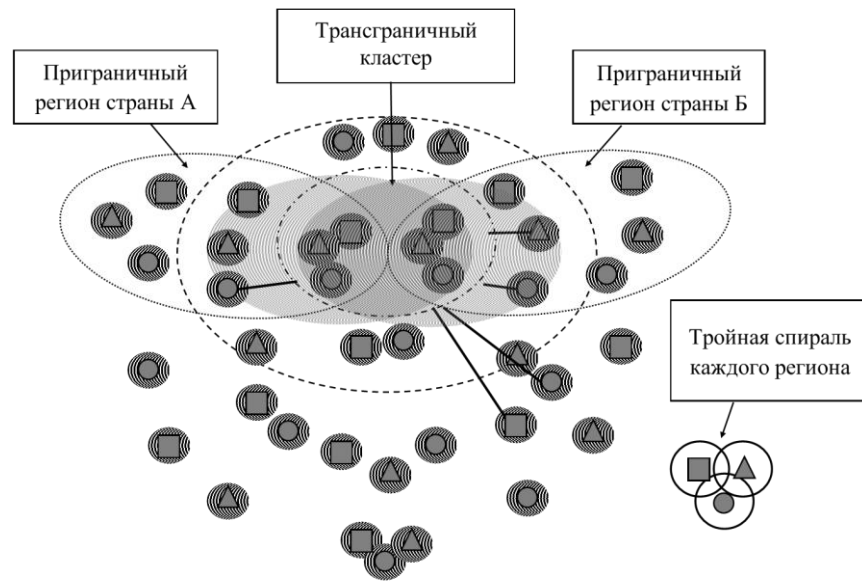 Трансграничный
кластер
Приграничный
регион страны А
Приграничный
регион страны Б
Тройная спираль
каждого региона